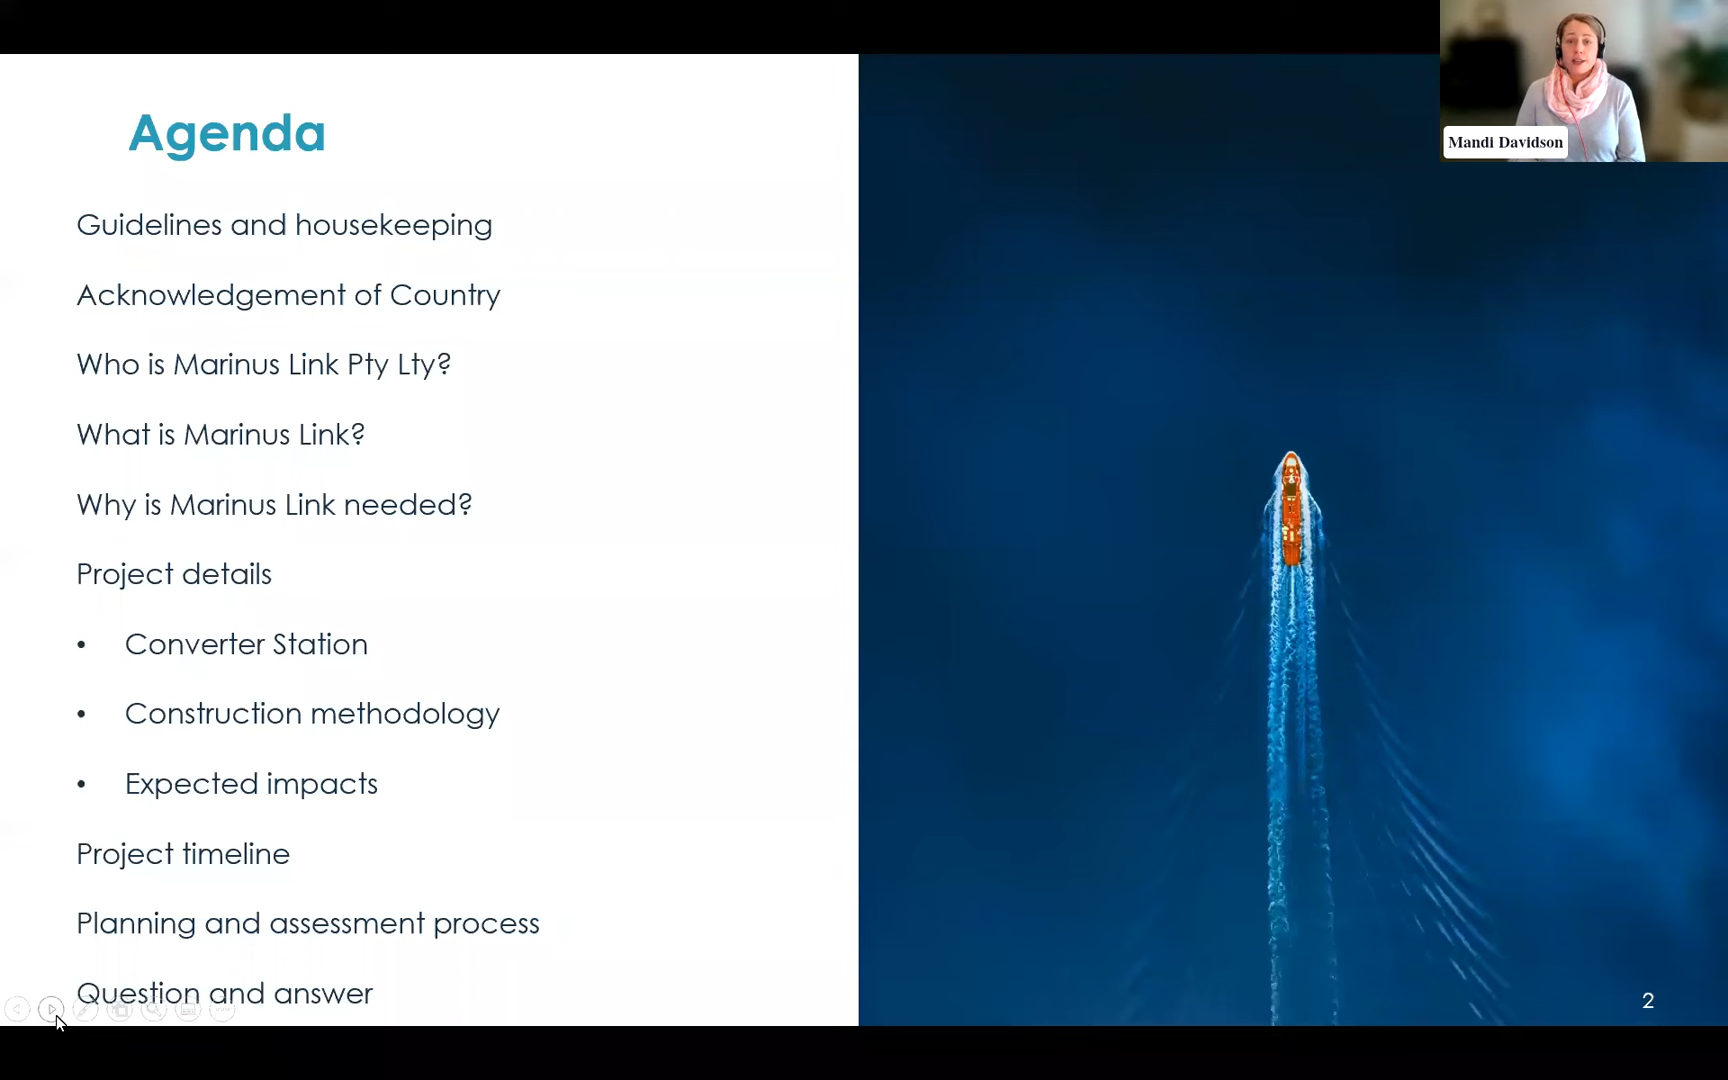 Agenda
Guidelines and housekeeping
Acknowledgement of Country
Who is Marinus Link Pty Lty?
What is Marinus Link?
Why is Marinus Link needed?
Project details
• Converter Station
• Construction methodology
• Expected impacts
Project timeline
Planning and assessment process
Question and answer
Mandi Davidson
2